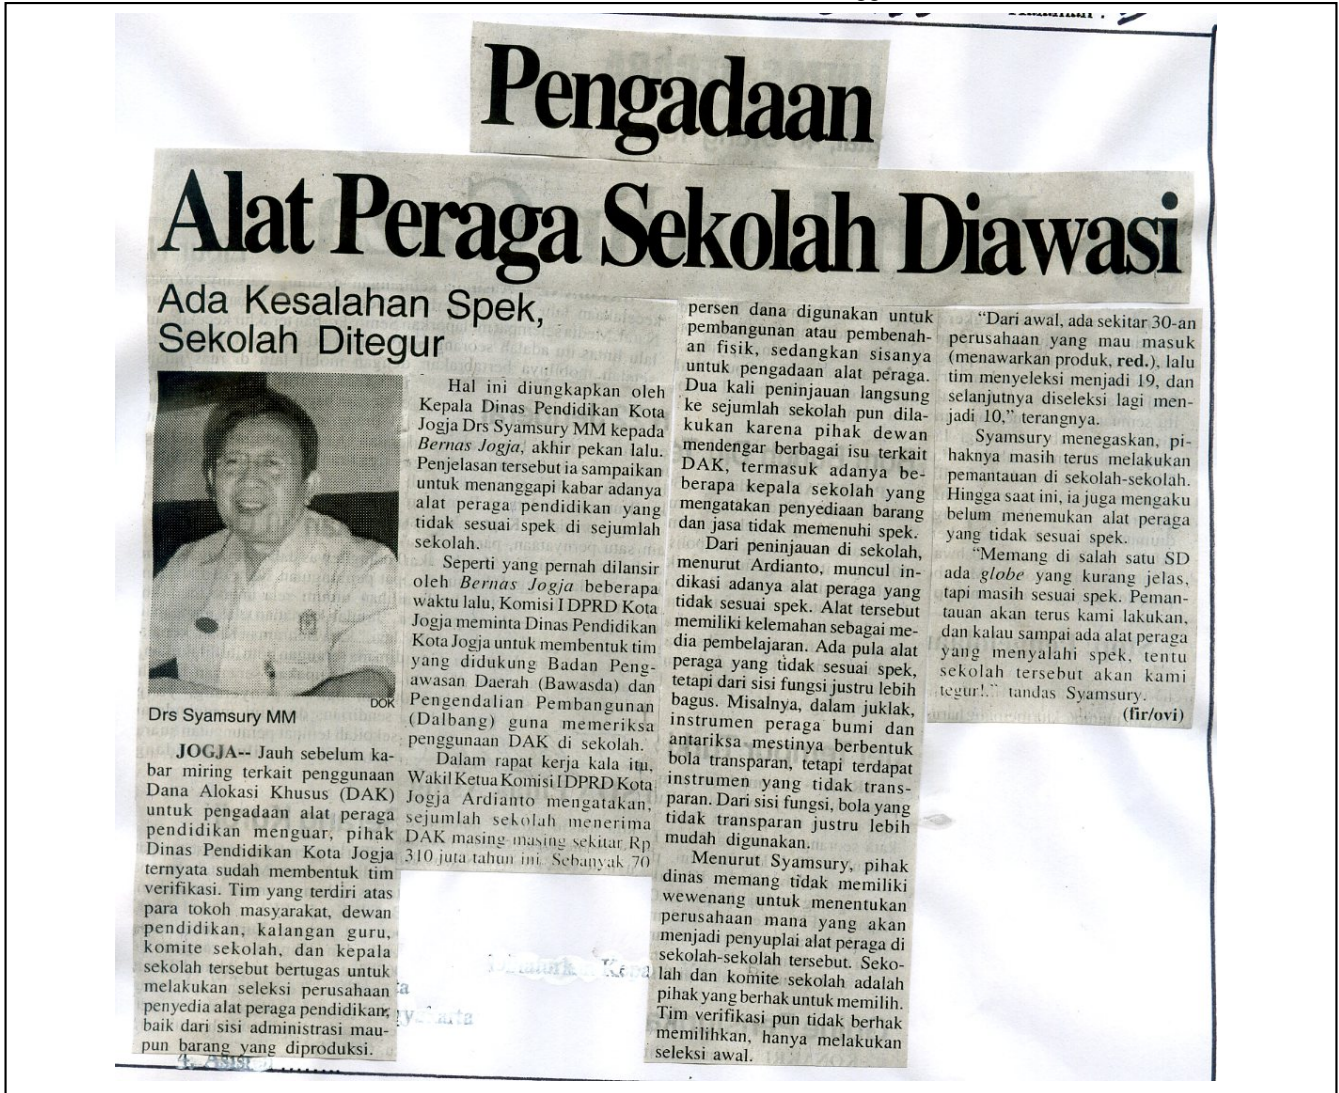 Pengadaan
Alat Peraga Sekolah Diawasi
Ada Kesalahan Spek,
Sekolah Ditegur
DOK
Drs Syamsury MM
JOGJA-- Jauh sebelum ka-
bar miring terkait penggunaan
Dana Alokasi Khusus (DAK)
untuk pengadaan alat peraga
pendidikan menguar, pihak
Dinas Pendidikan Kota Jogja
ternyata sudah membentuk tim
verifikasi. Tim yang terdiri atas
para tokoh masyarakat, dewan
pendidikan, kalangan guru,
komite sekolah, dan kepala
sekolah tersebut bertugas untuk
melakukan seleksi perusahaan
penyedia alat peraga pendidikan,
baik dari sisi administrasi mau-
pun barang yang diproduksi.
Hal ini diungkapkan oleh
Kepala Dinas Pendidikan Kota
Jogja Drs Syamsury MM kepada
Bernas Jogja, akhir pekan lalu.
Penjelasan tersebut ia sampaikan
untuk menanggapi kabar adanya
alat peraga pendidikan yang
tidak sesuai spek di sejumlah
sekolah.
Seperti yang pernah dilansir
oleh Bernas Jogja beberapa
waktu lalu, Komisi I DPRD Kota
Jogja meminta Dinas Pendidikan
Kota Jogja untuk membentuk tim
yang didukung Badan Peng-
awasan Daerah (Bawasda) dan
Pengendalian Pembangunan
(Dalbang) guna memeriksa
penggunaan DAK di sekolah.
Dalam rapat kerja kala itu,
Wakil Ketua Komisi I DPRD Kota
Jogja Ardianto mengatakan,
sejumlah sekolah menerima
DAK masing-masing sekitar Rp
310 juta tahun ini. Sebanyak 70
persen dana digunakan untuk
pembangunan atau pembenah-
an fisik, sedangkan sisanya
untuk pengadaan alat peraga.
Dua kali peninjauan langsung
ke sejumlah sekolah pun dila-
kukan karena pihak dewan
mendengar berbagai isu terkait
DAK, termasuk adanya be-
berapa kepala sekolah yang
mengatakan penyediaan barang
dan jasa tidak memenuhi spek.
Dari peninjauan di sekolah,
menurut Ardianto, muncul in-
dikasi adanya alat peraga yang
tidak sesuai spek. Alat tersebut
memiliki kelemahan sebagai me-
dia pembelajaran. Ada pula alat
peraga yang tidak sesuai spek,
tetapi dari sisi fungsi justru lebih
bagus. Misalnya, dalam juklak,
instrumen peraga bumi dan
antariksa mestinya berbentuk
bola transparan, tetapi terdapat
instrumen yang tidak trans-
paran. Dari sisi fungsi, bola yang
tidak transparan justru lebih
mudah digunakan.
Menurut Syamsury, pihak
dinas memang tidak memiliki
wewenang untuk menentukan
perusahaan mana yang akan
menjadi penyuplai alat peraga di
sekolah-sekolah tersebut. Seko-
lah dan komite sekolah adalah
pihak yang berhak untuk memilih.
Tim verifikasi pun tidak berhak
memilihkan, hanya melakukan
seleksi awal.
"Dari awal, ada sekitar 30-an
perusahaan yang mau masuk
(menawarkan produk, red.), lalu
tim menyeleksi menjadi 19, dan
selanjutnya diseleksi lagi men-
jadi 10," terangnya.
Syamsury menegaskan, pi-
haknya masih terus melakukan
pemantauan di sekolah-sekolah.
Hingga saat ini, ia juga mengaku
belum menemukan alat peraga
yang tidak sesuai spek.
"Memang di salah satu SD
ada globe yang kurang jelas,
tapi masih sesuai spek. Peman-
tauan akan terus kami lakukan,
dan kalau sampai ada alat peraga
yang menyalahi spek, tentu
sekolah tersebut akan kami
tegur!." tandas Syamsury.
(fir/ovi)